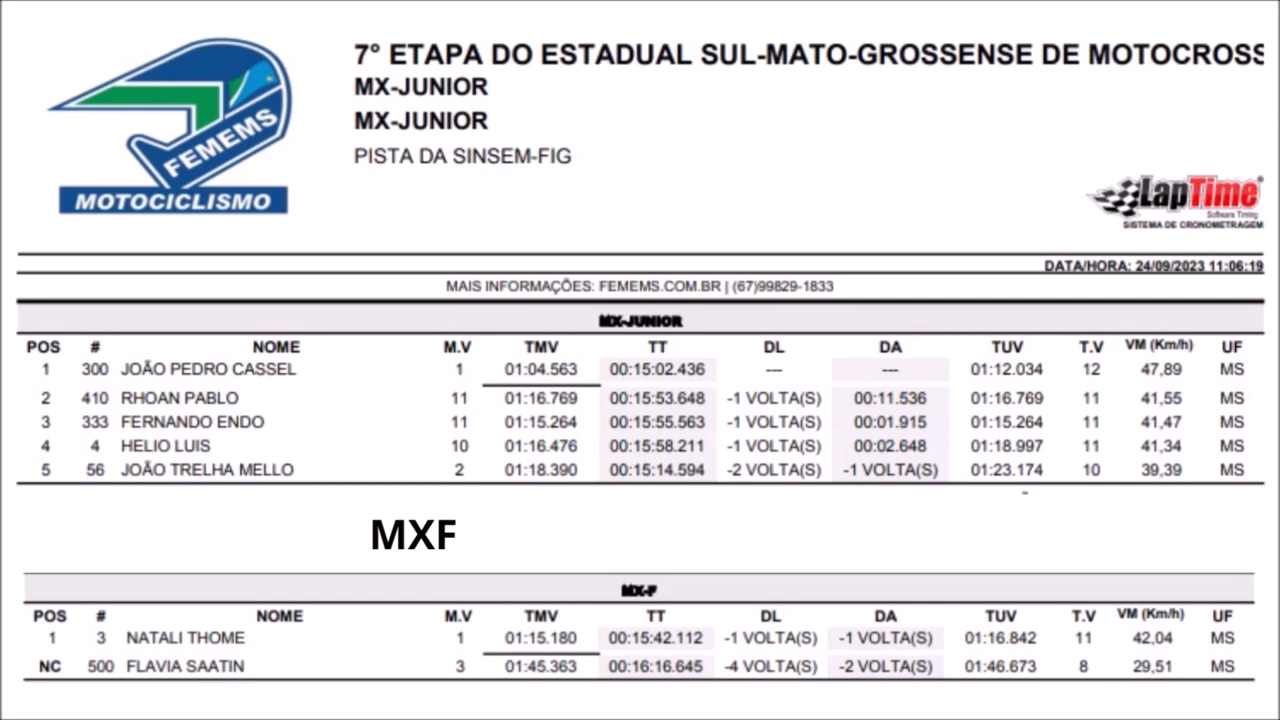 FEMEMS
MOTOCICLISMO
7° ETAPA DO ESTADUAL SUL-MATO-GROSSENSE DE MOTOCROSS
MX-JUNIOR
MX-JUNIOR
PISTA DA SINSEM-FIG
LapTime®
Software Timing
SISTEMA DE CRONOMETRAGEM
DATA/HORA: 24/09/2023 11:06:19
MAIS INFORMAÇÕES: FEMEMS.COM.BR | (67)99829-1833
MX-JUNIOR
POS # NOME M.V TMV TT DL DA TUV T.V VM (Km/h) UF
1 300 JOÃO PEDRO CASSEL 1 01:04.563 00:15:02.436 --- --- 01:12.034 12 47,89 MS
2 410 RHOAN PABLO 11 01:16.769 00:15:53.648 -1 VOLTA(S) 00:11.536 01:16.769 11 41,55 MS
3 333 FERNANDO ENDO 11 01:15.264 00:15:55.563 -1 VOLTA(S) 00:01.915 01:15.264 11 41,47 MS
4 4 HELIO LUIS 10 01:16.476 00:15:58.211 -1 VOLTA(S) 00:02.648 01:18.997 11 41,34 MS
5 56 JOÃO TRELHA MELLO 2 01:18.390 00:15:14.594 -2 VOLTA(S) -1 VOLTA(S) 01:23.174 10 39,39 MS
-
MXF
MX-F
POS # NOME M.V TMV TT DL DA TUV T.V VM (Km/h) UF
1 3 NATALI THOME 1 01:15.180 00:15:42.112 -1 VOLTA(S) -1 VOLTA(S) 01:16.842 11 42,04 MS
NC 500 FLAVIA SAATIN 3 01:45.363 00:16:16.645 -4 VOLTA(S) -2 VOLTA(S) 01:46.673 8 29,51 MS